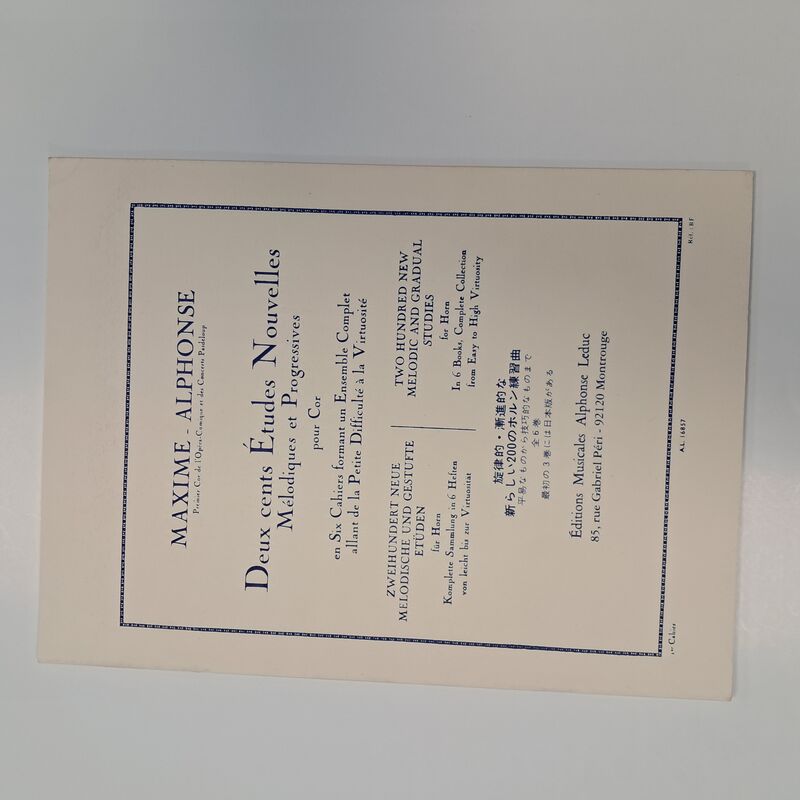 MAXIME - ALPHONSE
Premier Cor de l'Opéra-Comique et des Concerts Pasdeloup
Deux cents Études Nouvelles
Mélodiques et Progressives
pour Cor
en Six Cahiers formant un Ensemble Complet
allant de la Petite Difficulté à la Virtuosité
ZWEIHUNDERT NEUE
MELODISCHE UND GESTUFTE
ETÜDEN
für Horn
Komplette Sammlung in 6 Heften
von leicht bis zur Virtuosität
TWO HUNDRED NEW
MELODIC AND GRADUAL
STUDIES
for Horn
In 6 Books, Complete Collection
from Easy to High Virtuosity
旋律的・漸進的な
新らしい200のホルン練習曲
平易なものから技巧的なものまで
全6巻
最初の3巻には日本版がある
Éditions Musicales Alphonse Leduc
85, rue Gabriel Péri - 92120 Montrouge
1er Cahier
A.L. 16857